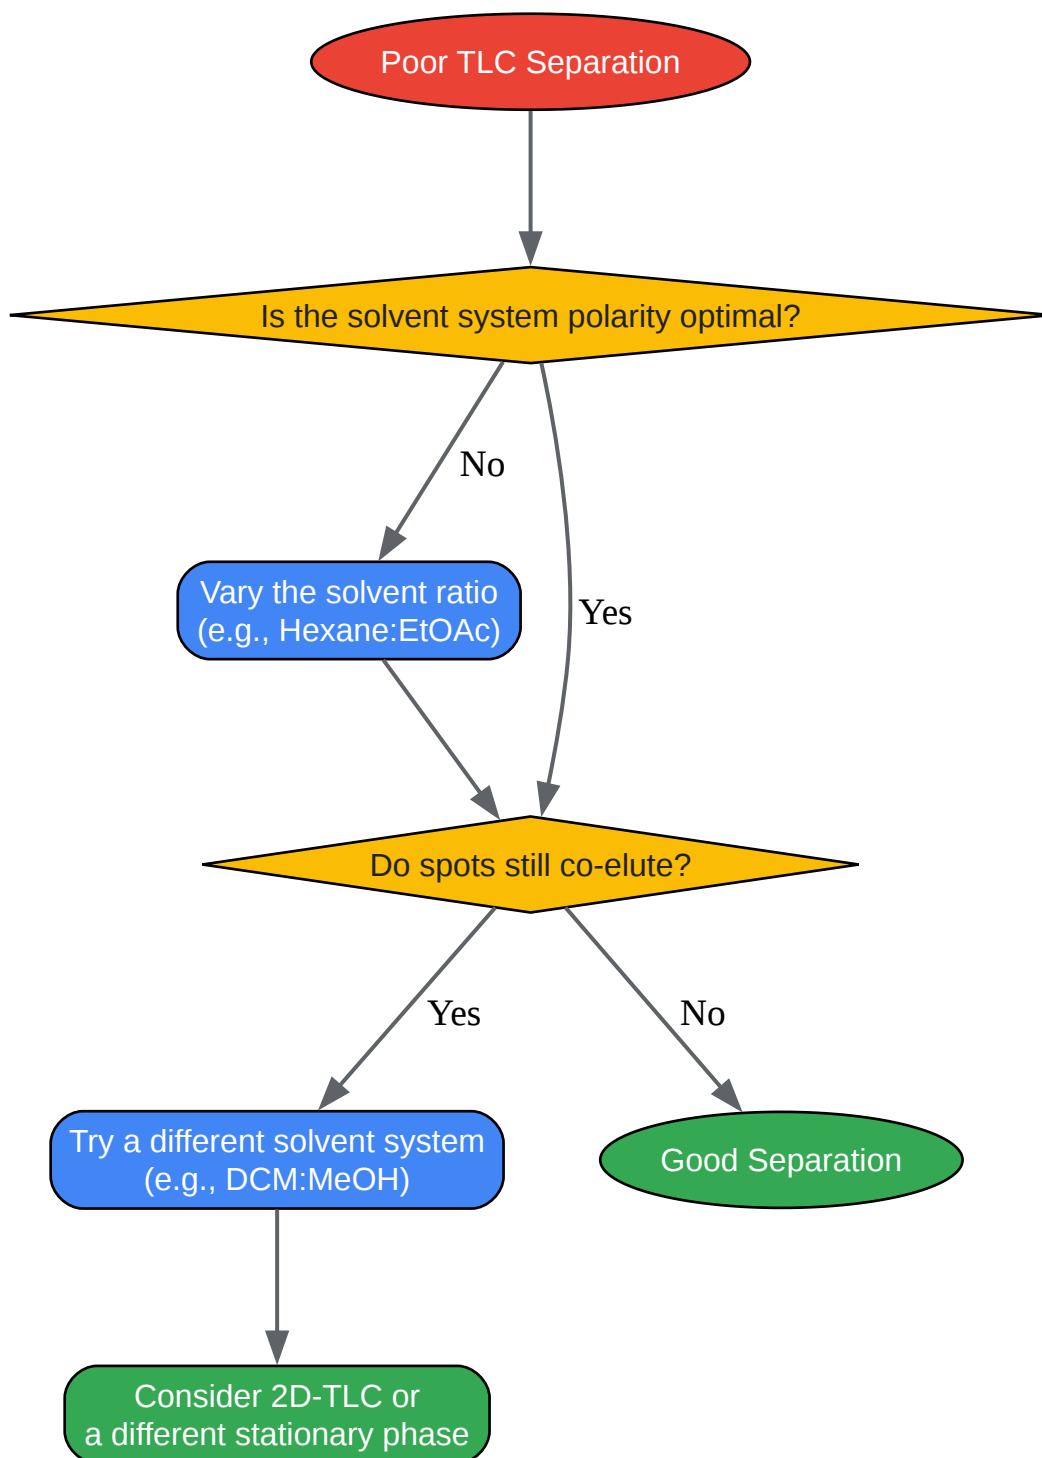 Poor TLC Separation
Is the solvent system polarity optimal?
No
Vary the solvent ratio
(e.g., Hexane:EtOAc)
Yes
Do spots still co-elute?
Yes
No
Try a different solvent system
(e.g., DCM:MeOH)
Good Separation
Consider 2D-TLC or
a different stationary phase